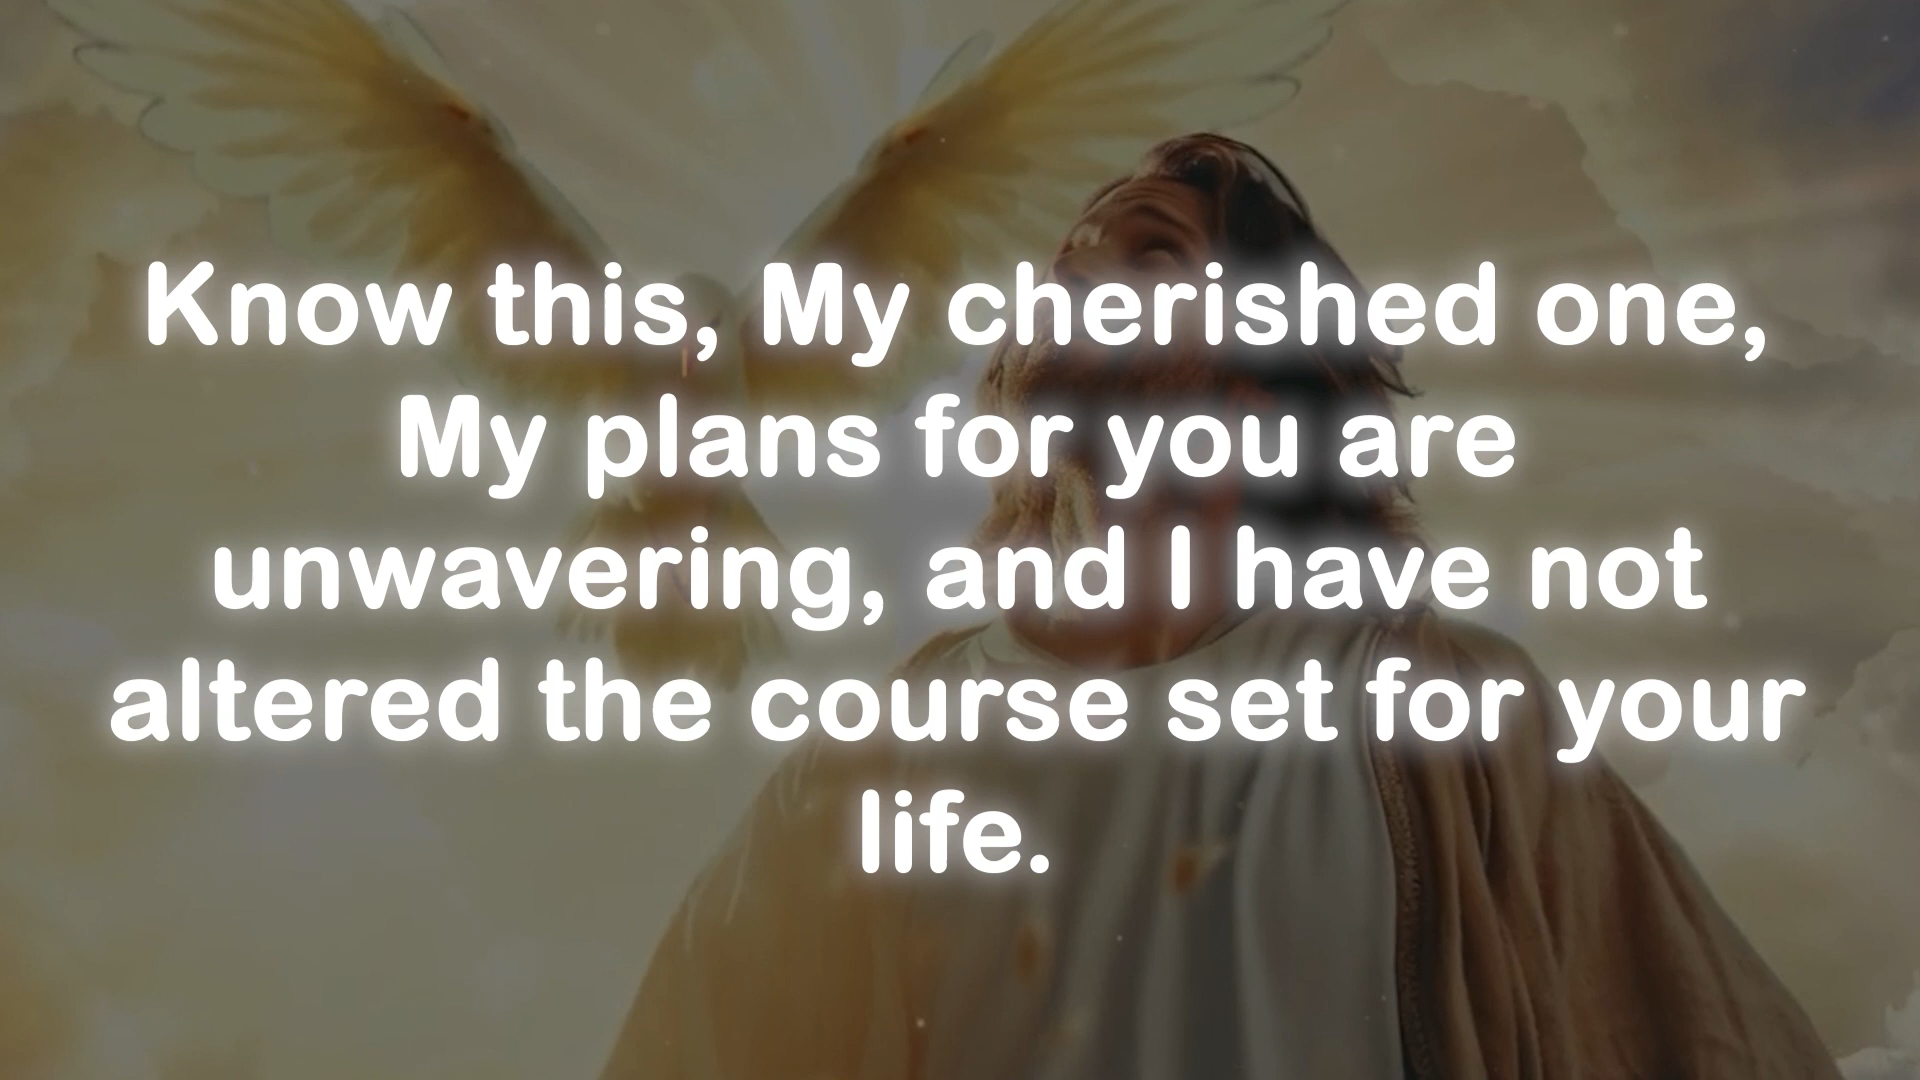 Know this, My cherished one,
My plans for you are
unwavering, and I have not
altered the course set for your
life.